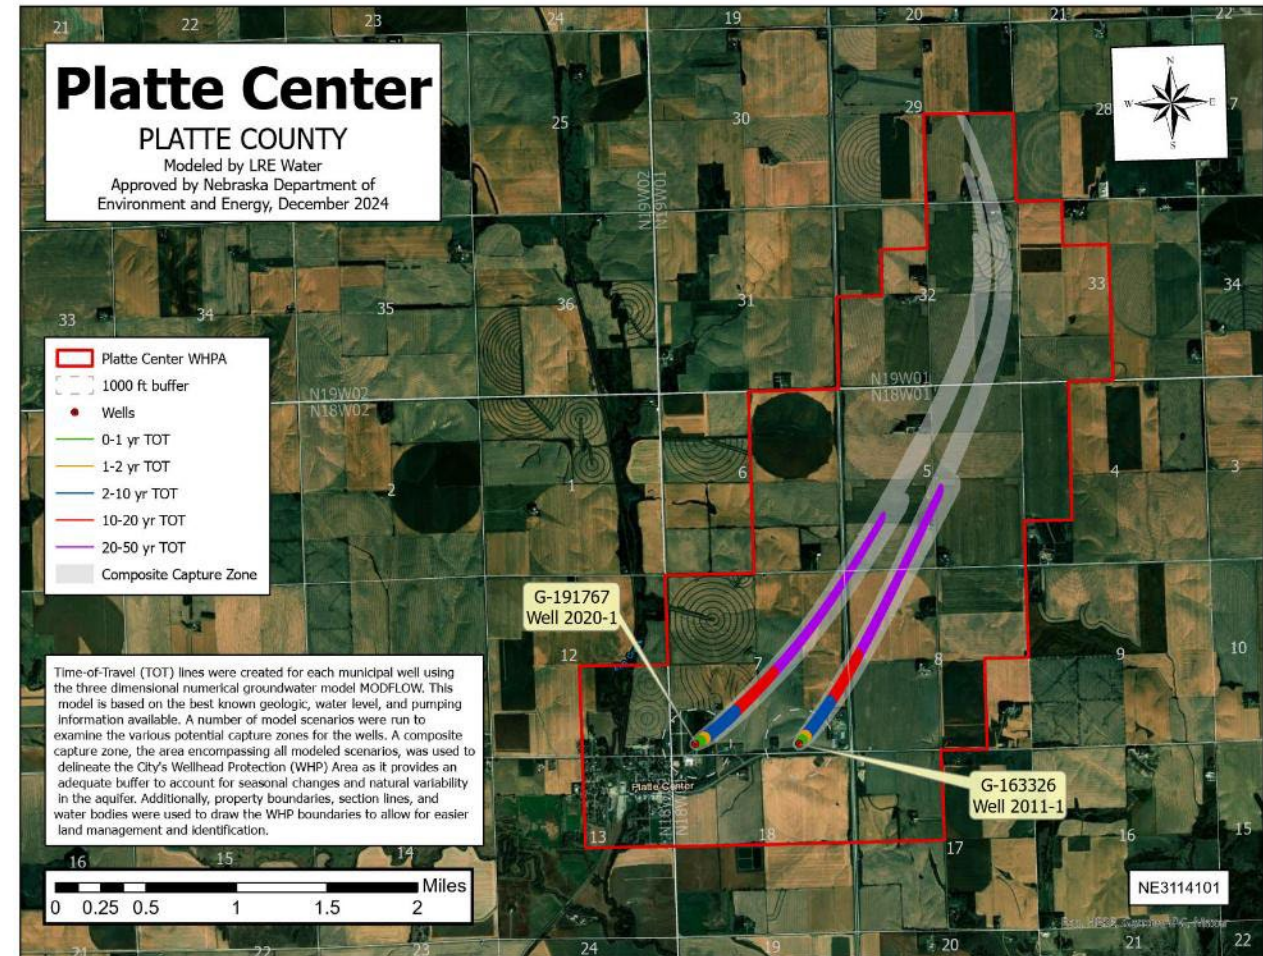 21
22
23
24
19
20
21
22
Platte Center
PLATTE COUNTY
Modeled by LRE Water
Approved by Nebraska Department of
Environment and Energy, December 2024
N
W
E
S
25
30
29
28
7
N19W02
N19W01
33
34
35
36
31
32
33
34
Platte Center WHPA
1000 ft buffer
Wells
0-1 yr TOT
1-2 yr TOT
2-10 yr TOT
10-20 yr TOT
20-50 yr TOT
Composite Capture Zone
N19W02
N18W02
N19W01
N18W01
2
1
6
5
4
3
G-191767
Well 2020-1
12
7
8
9
10
Time-of-Travel (TOT) lines were created for each municipal well using
the three dimensional numerical groundwater model MODFLOW. This
model is based on the best known geologic, water level, and pumping
information available. A number of model scenarios were run to
examine the various potential capture zones for the wells. A composite
capture zone, the area encompassing all modeled scenarios, was used to
delineate the City's Wellhead Protection (WHP) Area as it provides an
adequate buffer to account for seasonal changes and natural variability
in the aquifer. Additionally, property boundaries, section lines, and
water bodies were used to draw the WHP boundaries to allow for easier
land management and identification.
Platte Center
G-163326
Well 2011-1
13
18
17
16
15
16
15
14
Miles
0 0.25 0.5 1 1.5 2
NE3114101
21
22
23
24
19
20
21
22